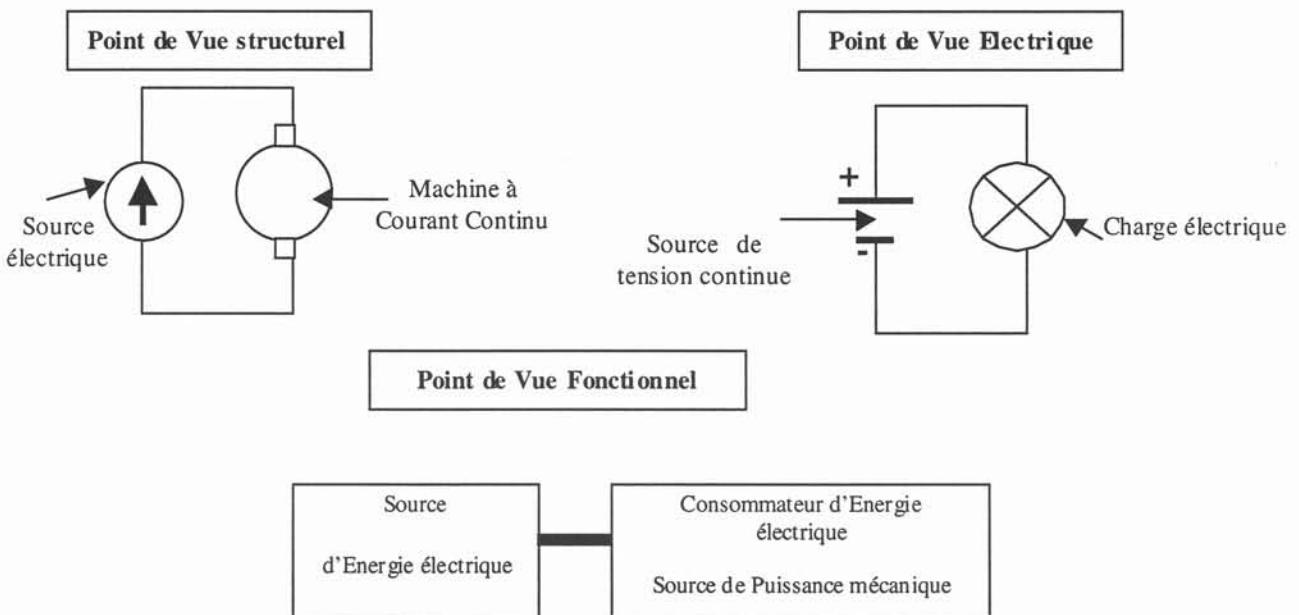 Point de Vue structurel
Point de Vue Electrique
Source
électrique
Machine à
Courant Continu
+
-
Source de
tension continue
Charge électrique
Point de Vue Fonctionnel
Source
d'Energie électrique
Consommateur d'Energie
électrique
Source de Puissance mécanique